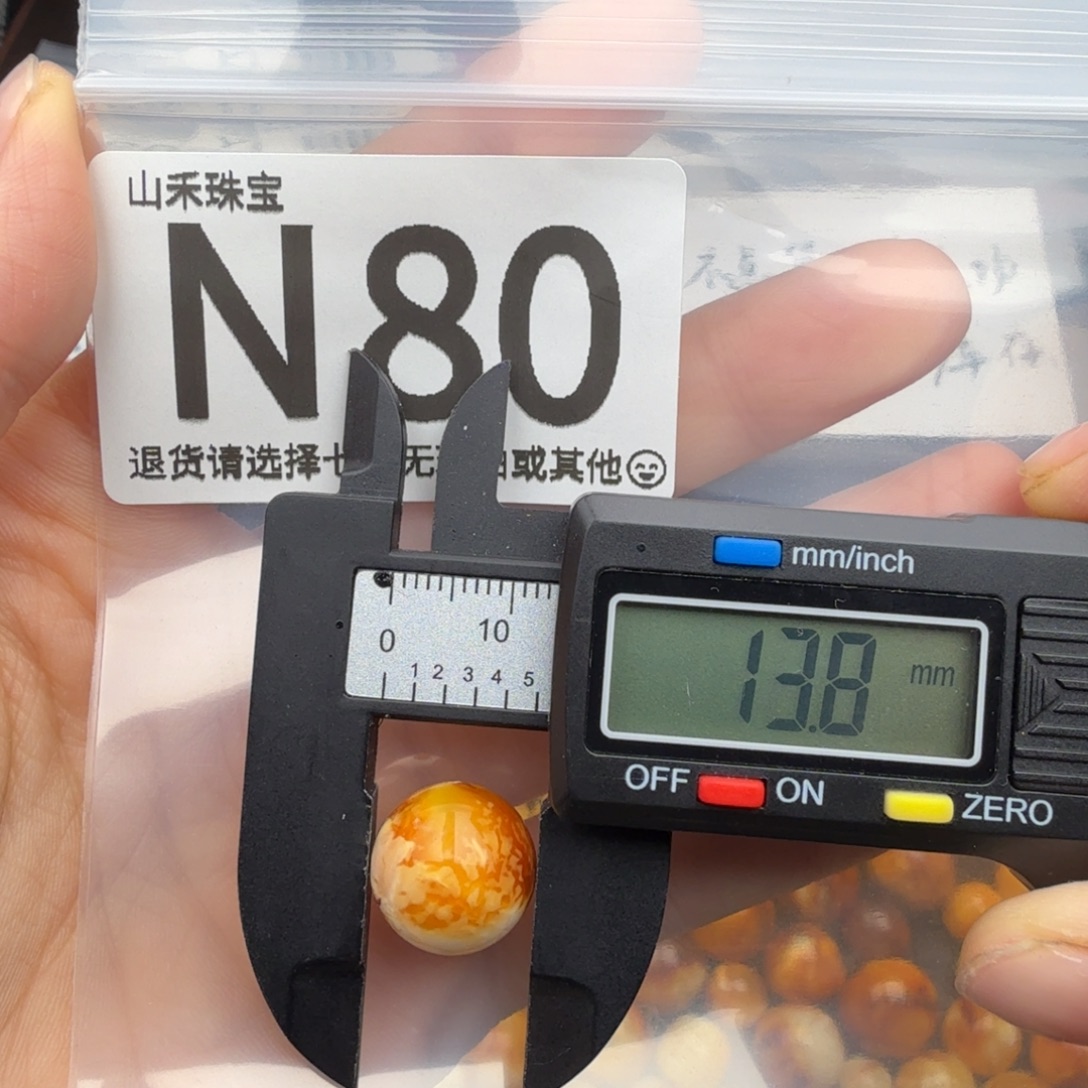 山禾珠宝
N80
退货请选择七 无理由或其他
mm/inch
13.8 mm
0 10
1 2 3 4 5
OFF ON ZERO